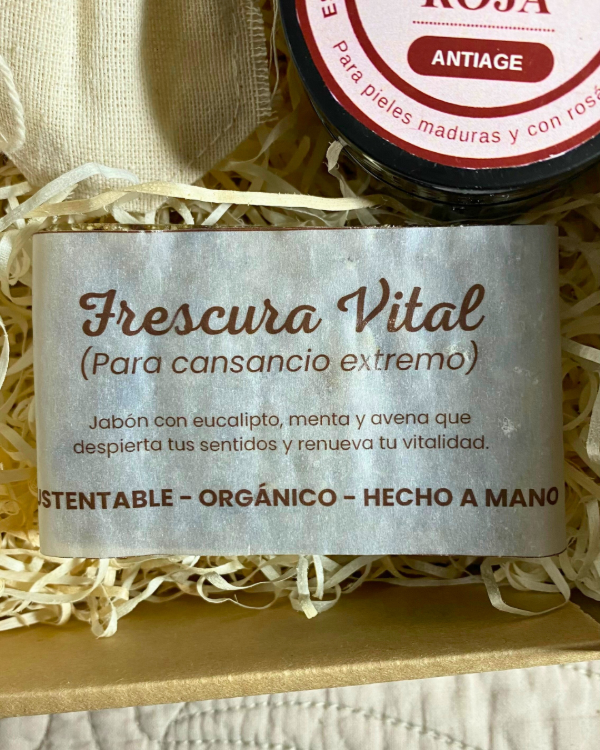 ROJA
ANTIAGE
Para pieles maduras y con rosá
Frescura Vital
(Para cansancio extremo)
Jabón con eucalipto, menta y avena que
despierta tus sentidos y renueva tu vitalidad.
USTENTABLE - ORGÁNICO - HECHO A MANO